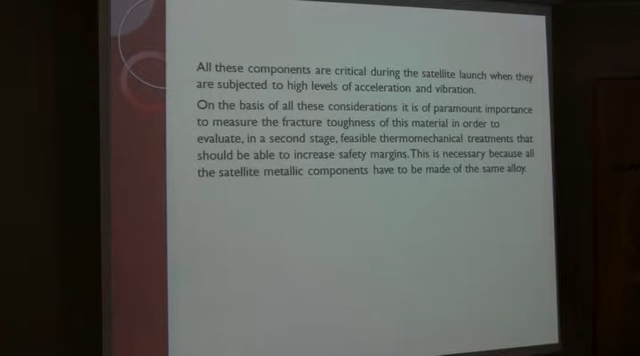 All these components are critical during the satellite launch when they
are subjected to high levels of acceleration and vibration.
On the basis of all these considerations it is of paramount importance
to measure the fracture toughness of this material in order to
evaluate, in a second stage, feasible thermomechanical treatments that
should be able to increase safety margins. This is necessary because all
the satellite metallic components have to be made of the same alloy.